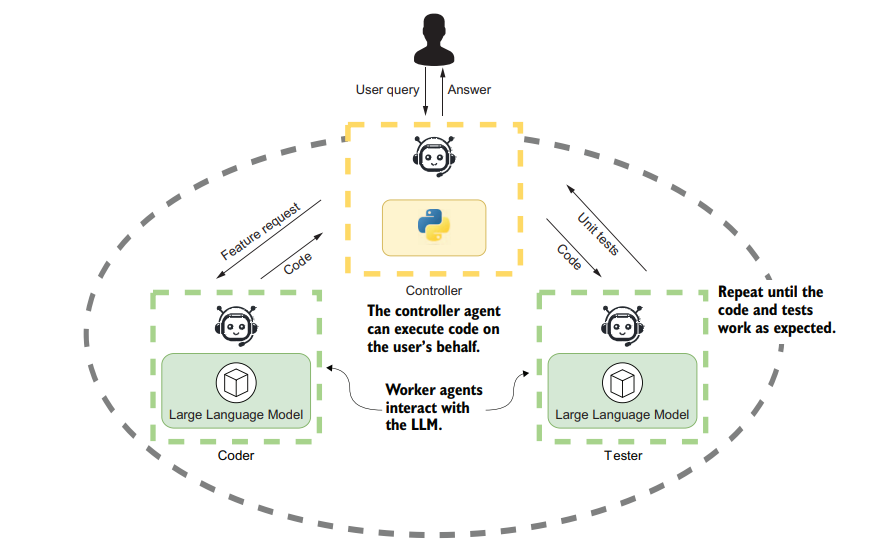 User query
Answer
Feature request
Code
Unit tests
Code
Controller
The controller agent
can execute code on
the user's behalf.
Repeat until the
code and tests
work as expected.
Worker agents
interact with
the LLM.
Large Language Model
Large Language Model
Coder
Tester